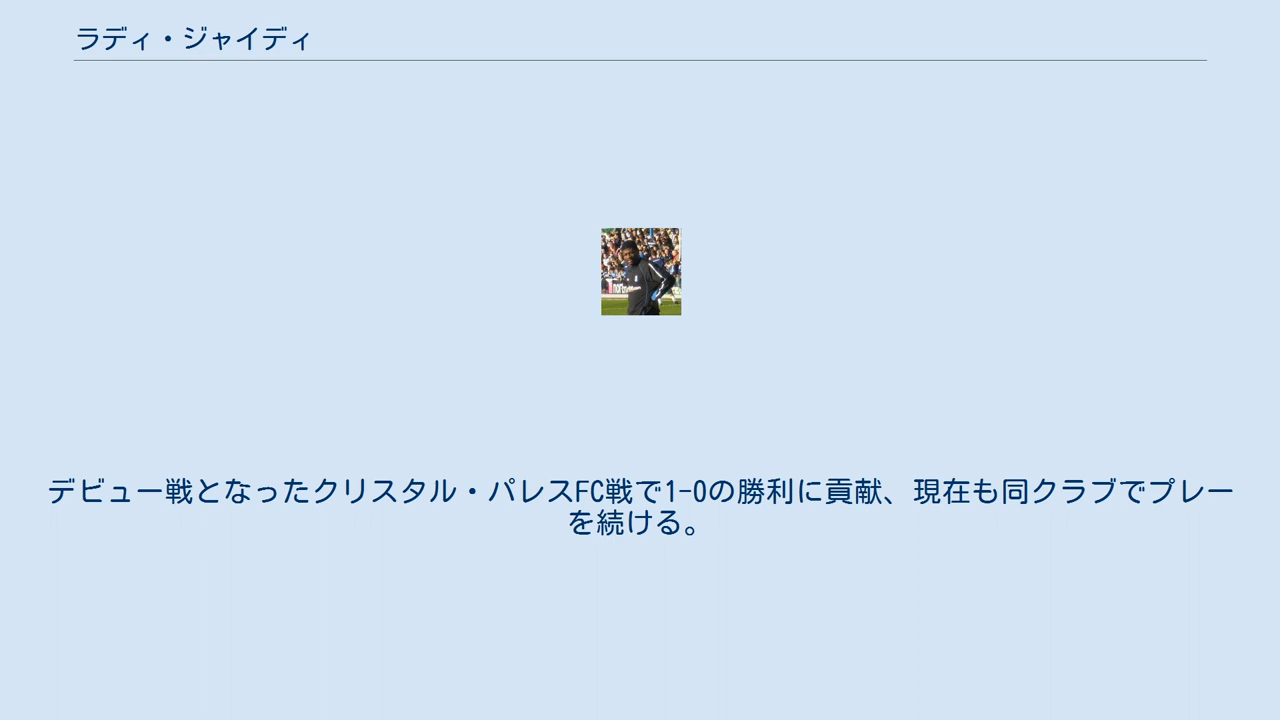 ラディ・ジャイディ
デビュー戦となったクリスタル・パレスFC戦で1-0の勝利に貢献、現在も同クラブでプレー
を続ける。